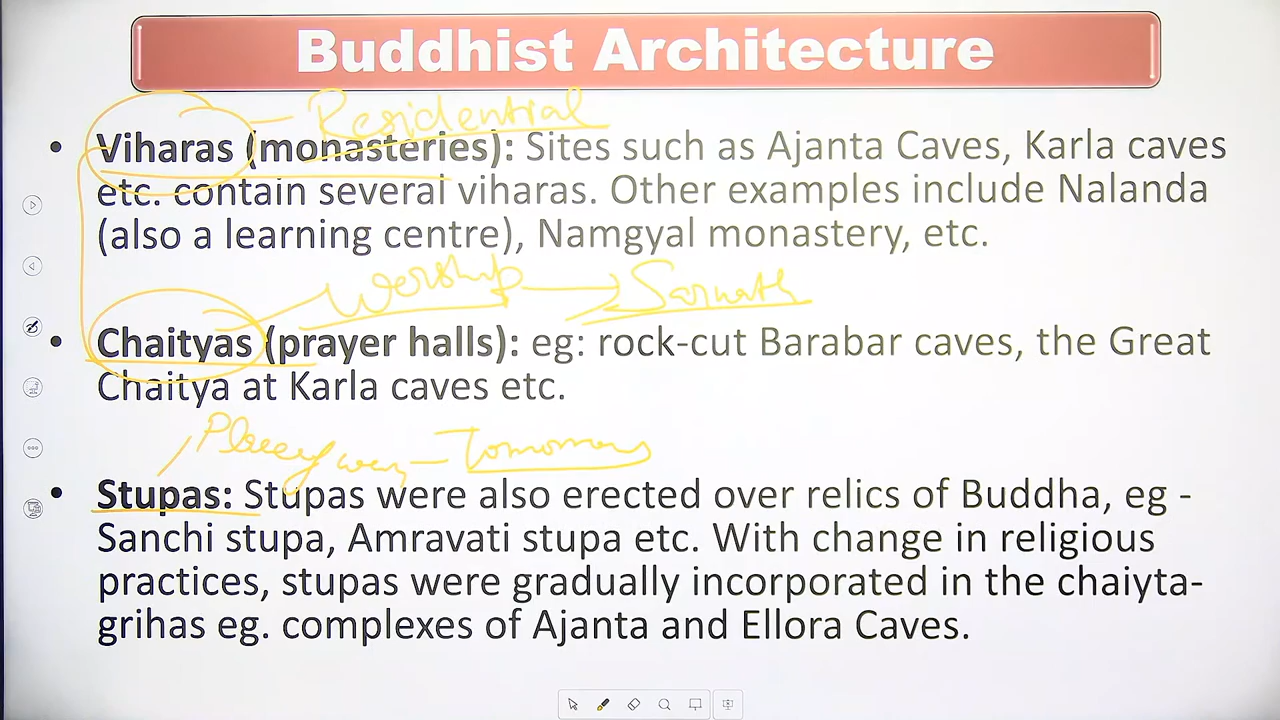 Buddhist Architecture
– Residential
• Viharas (monasteries): Sites such as Ajanta Caves, Karla caves
etc. contain several viharas. Other examples include Nalanda
(also a learning centre), Namgyal monastery, etc.
Worship → Sarnath
• Chaityas (prayer halls): eg: rock-cut Barabar caves, the Great
Chaitya at Karla caves etc.
Place of
• Stupas: Stupas were also erected over relics of Buddha, eg -
Sanchi stupa, Amravati stupa etc. With change in religious
practices, stupas were gradually incorporated in the chaiyta-
grihas eg. complexes of Ajanta and Ellora Caves.